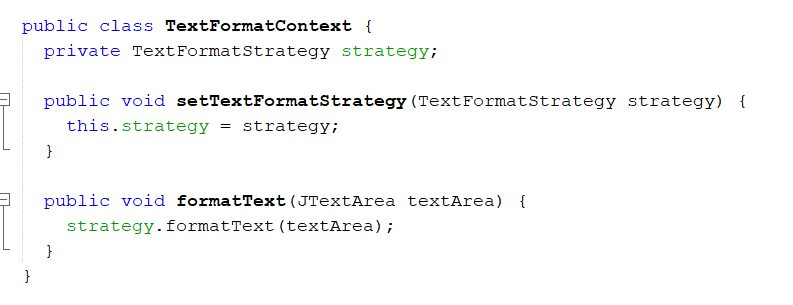 public class TextFormatContext {
  private TextFormatStrategy strategy;

  public void setTextFormatStrategy(TextFormatStrategy strategy) {
    this.strategy = strategy;
  }

  public void formatText(JTextArea textArea) {
    strategy.formatText(textArea);
  }
}